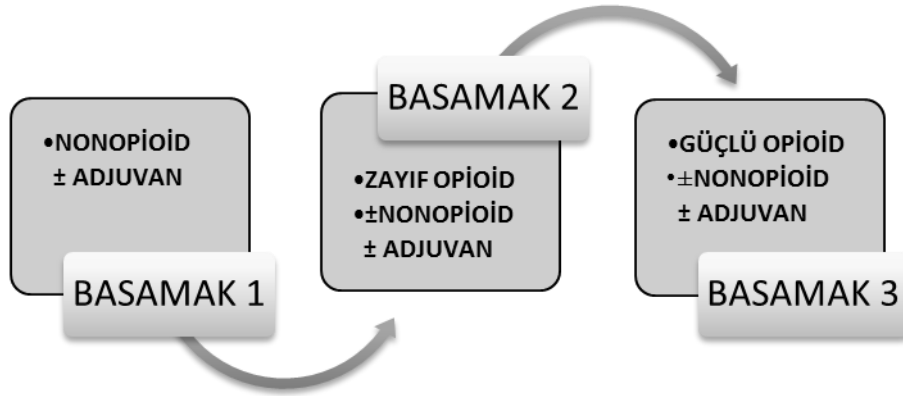 •NONOPİOİD
± ADJUVAN
BASAMAK 1
BASAMAK 2
•ZAYIF OPİOİD
•±NONOPİOİD
± ADJUVAN
•GÜÇLÜ OPİOİD
•±NONOPİOİD
± ADJUVAN
BASAMAK 3